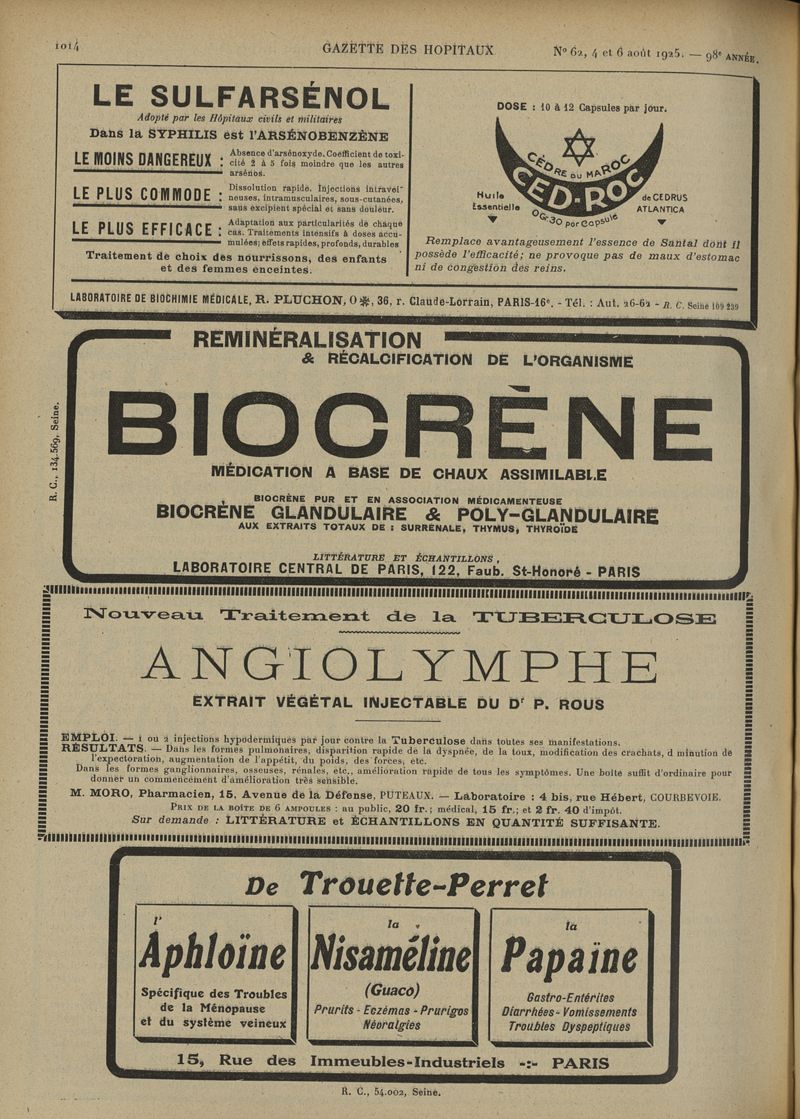 1014
GAZETTE DES HOPITAUX
Nº 62, 4 et 6 août 1925. — 98e ANNÉE.
LE SULFARSÉNOL
Adopté par les Hôpitaux civils et militaires
Dans la SYPHILIS est l'ARSÉNOBENZÈNE
LE MOINS DANGEREUX :
Absence d'arsénoxyde. Coefficient de toxi-
cité 2 à 5 fois moindre que les autres
arsénos.
LE PLUS COMMODE :
Dissolution rapide. Injections intravei-
neuses, intramusculaires, sous-cutanées,
sans excipient spécial et sans douleur.
LE PLUS EFFICACE :
Adaptation aux particularités de chaque
cas. Traitements intensifs à doses accu-
mulées; effets rapides, profonds, durables
Traitement de choix des nourrissons, des enfants
et des femmes enceintes.
DOSE : 10 à 12 Capsules par jour.
CÈDRE DU MAROC
CED-ROC
Huile
Essentielle
de CEDRUS
ATLANTICA
0Gr30 por Capsule
Remplace avantageusement l'essence de Santal dont il
possède l'efficacité; ne provoque pas de maux d'estomac
ni de congestion des reins.
LABORATOIRE DE BIOCHIMIE MÉDICALE, R. PLUCHON, O✻, 36, r. Claude-Lorrain, PARIS-16e. - Tél. : Aut. 26-62 - R. C. Seine 169 239
REMINÉRALISATION
& RÉCALCIFICATION DE L'ORGANISME
BIOCRÈNE
MÉDICATION A BASE DE CHAUX ASSIMILABLE
BIOCRÈNE PUR ET EN ASSOCIATION MÉDICAMENTEUSE
BIOCRÈNE GLANDULAIRE & POLY-GLANDULAIRE
AUX EXTRAITS TOTAUX DE : SURRÉNALE, THYMUS, THYROÏDE
LITTÉRATURE ET ÉCHANTILLONS,
LABORATOIRE CENTRAL DE PARIS, 122, Faub. St-Honoré - PARIS
R. C., 134.569, Seine.
Nouveau Traitement de la TUBERCULOSE
ANGIOLYMPHE
EXTRAIT VÉGÉTAL INJECTABLE DU Dr P. ROUS
EMPLOI. — 1 ou 2 injections hypodermiques par jour contre la Tuberculose dans toutes ses manifestations.
RÉSULTATS. — Dans les formes pulmonaires, disparition rapide de la dyspnée, de la toux, modification des crachats, d minution de
l'expectoration, augmentation de l'appétit, du poids, des forces, etc.
Dans les formes ganglionnaires, osseuses, rénales, etc., amélioration rapide de tous les symptômes. Une boîte suffit d'ordinaire pour
donner un commencement d'amélioration très sensible.
M. MORO, Pharmacien, 15, Avenue de la Défense, PUTEAUX. — Laboratoire : 4 bis, rue Hébert, COURBEVOIE.
PRIX DE LA BOÎTE DE 6 AMPOULES : au public, 20 fr.; médical, 15 fr.; et 2 fr. 40 d'impôt.
Sur demande : LITTÉRATURE et ÉCHANTILLONS EN QUANTITÉ SUFFISANTE.
De Trouette-Perret
l'
Aphloïne
Spécifique des Troubles
de la Ménopause
et du système veineux
la
Nisaméline
(Guaco)
Prurits - Eczémas - Prurigos
Néoralgies
la
Papaïne
Gastro-Entérites
Diarrhées - Vomissements
Troubles Dyspeptiques
15, Rue des Immeubles-Industriels -:- PARIS
R. C., 54.002, Seine.